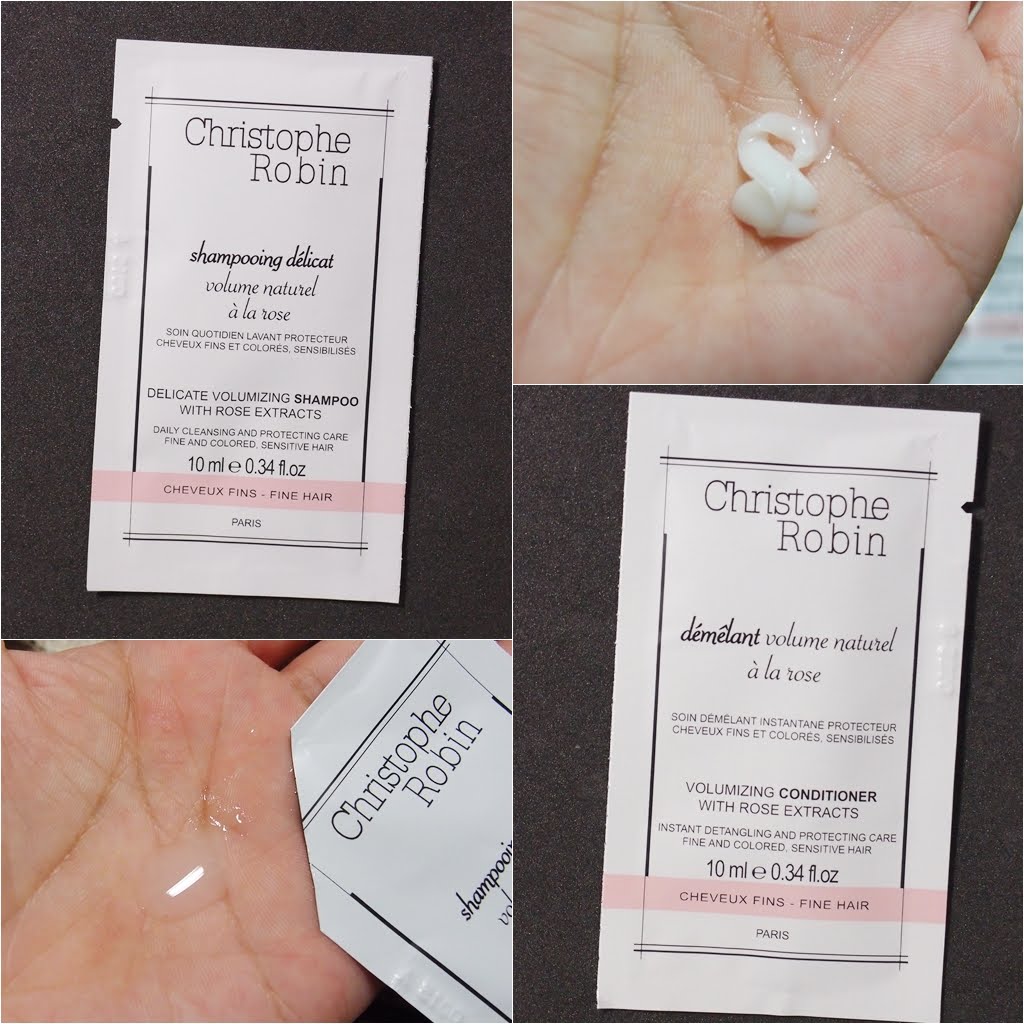 Christophe
Robin
shampooing délicat
volume naturel
à la rose
SOIN QUOTIDIEN LAVANT PROTECTEUR
CHEVEUX FINS ET COLORÉS, SENSIBILISÉS
DELICATE VOLUMIZING SHAMPOO
WITH ROSE EXTRACTS
DAILY CLEANSING AND PROTECTING CARE
FINE AND COLORED, SENSITIVE HAIR
10 ml ℮ 0.34 fl.oz
CHEVEUX FINS - FINE HAIR
PARIS
Christophe
Robin
démêlant volume naturel
à la rose
SOIN DÉMÊLANT INSTANTANE PROTECTEUR
CHEVEUX FINS ET COLORÉS, SENSIBILISÉS
VOLUMIZING CONDITIONER
WITH ROSE EXTRACTS
INSTANT DETANGLING AND PROTECTING CARE
FINE AND COLORED, SENSITIVE HAIR
10 ml ℮ 0.34 fl.oz
CHEVEUX FINS - FINE HAIR
PARIS
Christophe
Robin
shampooi
vol